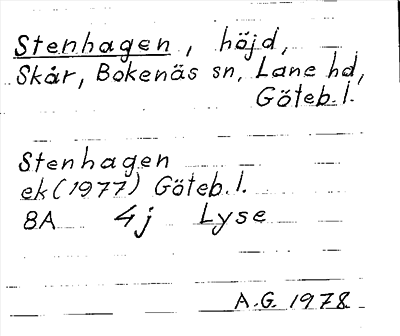 Stenhagen, höjd,
Skår, Bokenäs sn, Lane hd,
Göteb. l.
Stenhagen
ek (1977) Göteb. l.
8A 4j Lyse
A.G. 1978